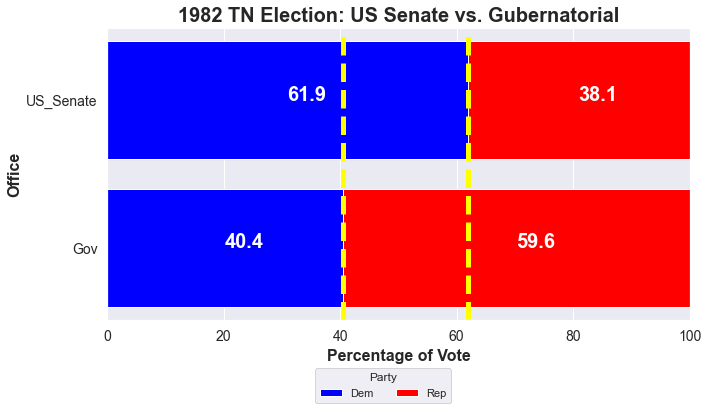 1982 TN Election: US Senate vs. Gubernatorial
Office
US_Senate
61.9
38.1
Gov
40.4
59.6
0 20 40 60 80 100
Percentage of Vote
Party
Dem Rep